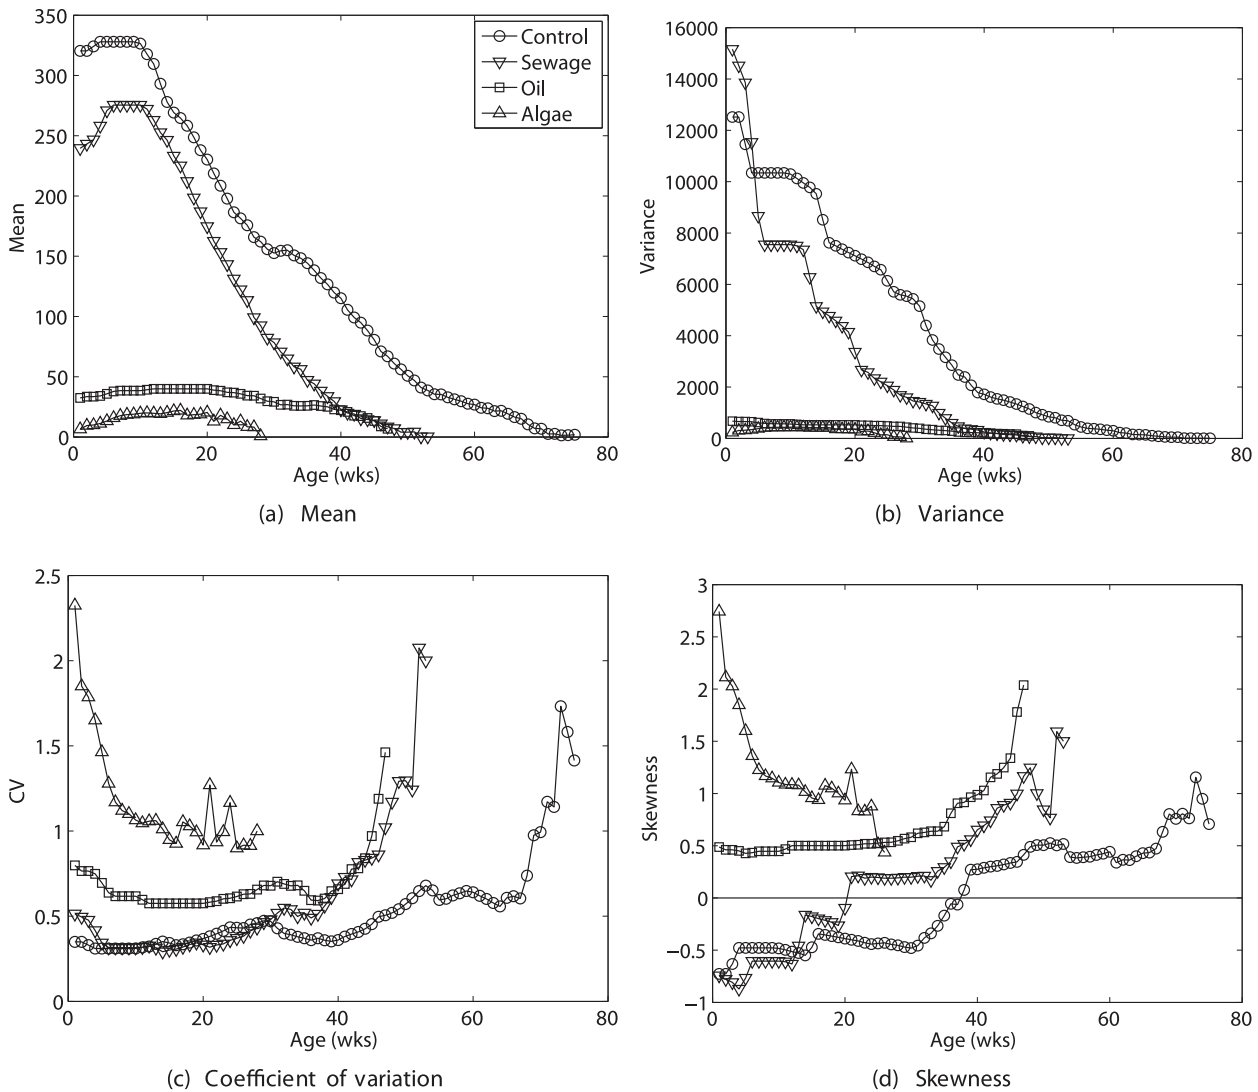 350
300
250
200
150
100
50
0
Mean
0 20 40 60 80
Age (wks)
Control
Sewage
Oil
Algae
(a) Mean
16000
14000
12000
10000
8000
6000
4000
2000
0
Variance
0 20 40 60 80
Age (wks)
(b) Variance
2.5
2
1.5
1
0.5
0
CV
0 20 40 60 80
Age (wks)
(c) Coefficient of variation
3
2.5
2
1.5
1
0.5
0
−0.5
−1
Skewness
0 20 40 60 80
Age (wks)
(d) Skewness